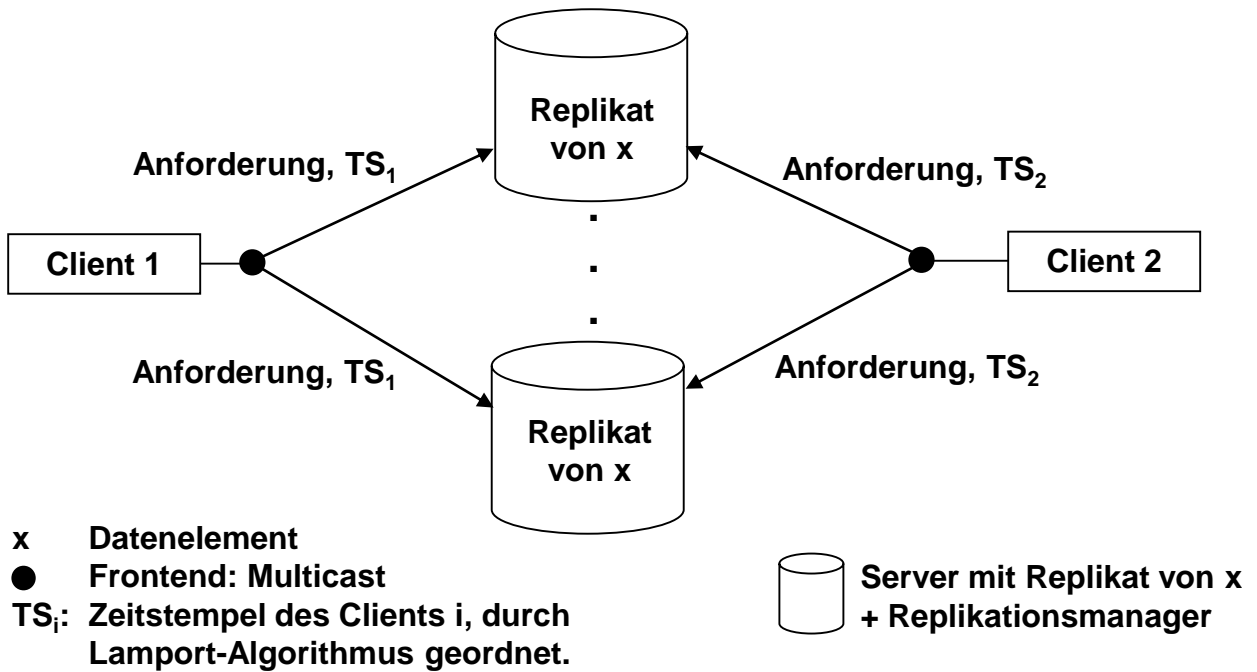 Replikat
von x
Anforderung, TS1
Anforderung, TS2
.
Client 1
.
Client 2
.
Anforderung, TS1
Anforderung, TS2
Replikat
von x
x Datenelement
● Frontend: Multicast
TSi: Zeitstempel des Clients i, durch
Lamport-Algorithmus geordnet.
Server mit Replikat von x
+ Replikationsmanager